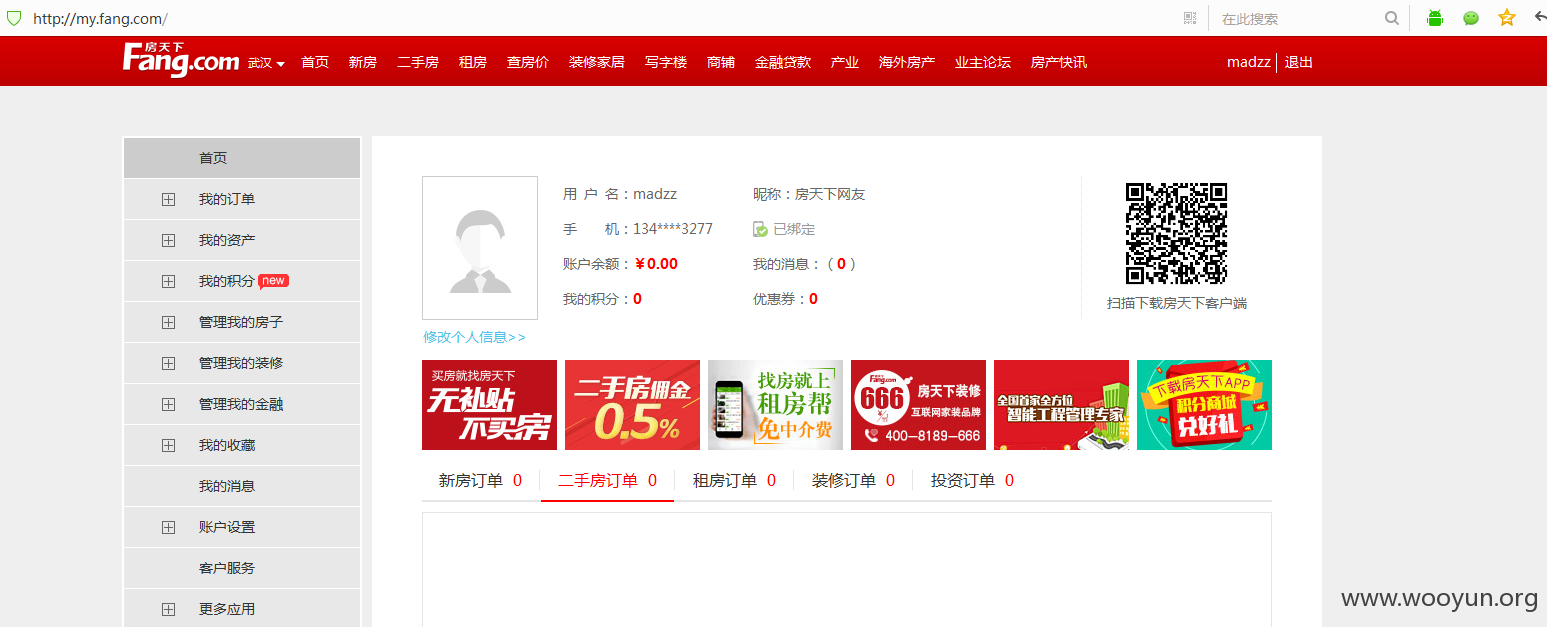 http://my.fang.com/
在此搜索
房天下
Fang.com
武汉 首页 新房 二手房 租房 查房价 装修家居 写字楼 商铺 金融贷款 产业 海外房产 业主论坛 房产快讯
madzz 退出
首页
我的订单
我的资产
我的积分 new
管理我的房子
管理我的装修
管理我的金融
我的收藏
我的消息
账户设置
客户服务
更多应用
用 户 名：madzz
昵称：房天下网友
手 机：134****3277
已绑定
账户余额：¥0.00
我的消息：（0）
我的积分：0
优惠券：0
修改个人信息>>
扫描下载房天下客户端
买房就找房天下
无补贴
不买房
二手房佣金
0.5%
找房就上
租房帮
免中介费
Fang.com
666
房天下装修
互联网家装品牌
400-8189-666
全国首家全方位
智能工程管理专家
下载房天下APP
积分商城
兑好礼
新房订单 0
二手房订单 0
租房订单 0
装修订单 0
投资订单 0
www.wooyun.org